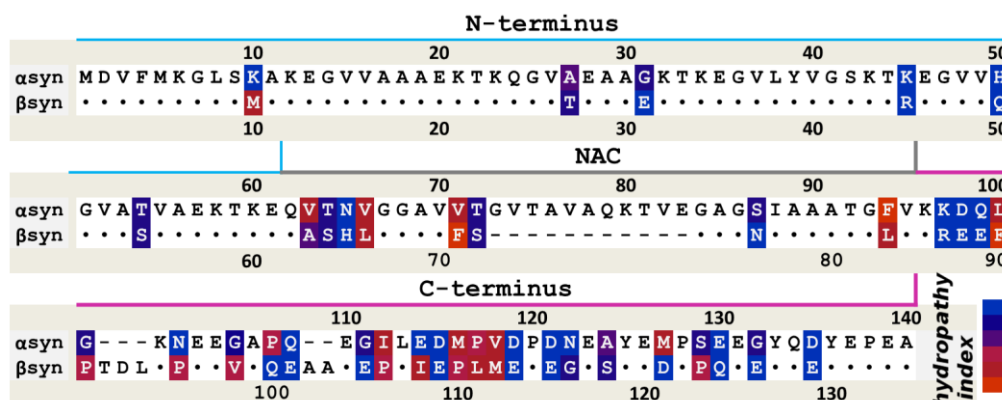 N-terminus
10 20 30 40 50
αsyn MDVFMKGLSKAKEGVVAAAEKTKQGVAEAAGKTKEGVLYVGSKTKEGVVH
βsyn ·········M················T···E·············R····Q
10 20 30 40 50
NAC
60 70 80 90 100
αsyn GVATVAEKTKEQVTNVGGAVVTGVTAVAQKTVEGAGSIAAATGFVKKDQL
βsyn ···S········ASHL····FS-----------···N······L··REEE
60 70 80 90
C-terminus
110 120 130 140
αsyn G---KNEEGAPQ--EGILEDMPVDPDNEAYEMPSEEGYQDYEPEA
βsyn PTDL·P··V·QEAA·EP·IEPLME·EG·S··D·PQ·E··E·····
100 110 120 130
hydropathy
index